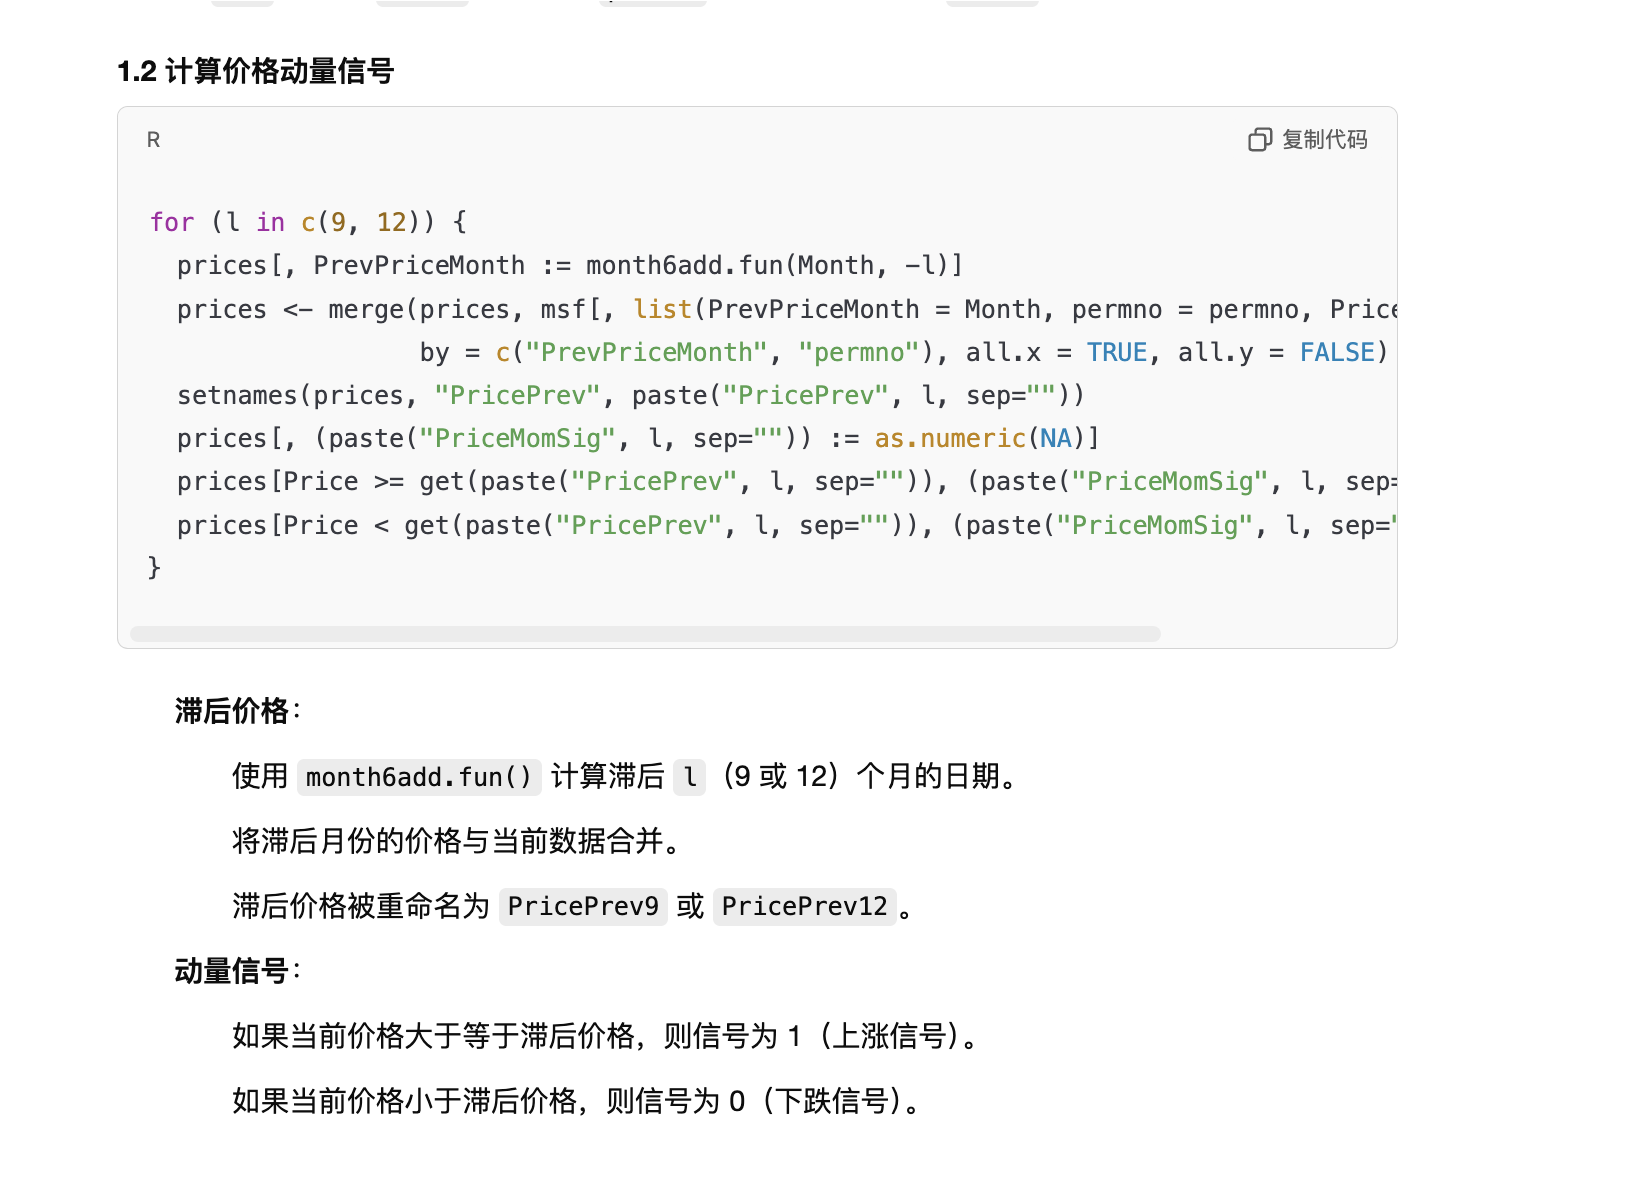 1.2 计算价格动量信号
R
复制代码
for (l in c(9, 12)) {
  prices[, PrevPriceMonth := month6add.fun(Month, -l)]
  prices <- merge(prices, msf[, list(PrevPriceMonth = Month, permno = permno, Price
                  by = c("PrevPriceMonth", "permno"), all.x = TRUE, all.y = FALSE)
  setnames(prices, "PricePrev", paste("PricePrev", l, sep=""))
  prices[, (paste("PriceMomSig", l, sep="")) := as.numeric(NA)]
  prices[Price >= get(paste("PricePrev", l, sep="")), (paste("PriceMomSig", l, sep=
  prices[Price < get(paste("PricePrev", l, sep="")), (paste("PriceMomSig", l, sep="
}
滞后价格：
使用 month6add.fun() 计算滞后 l （9 或 12）个月的日期。
将滞后月份的价格与当前数据合并。
滞后价格被重命名为 PricePrev9 或 PricePrev12 。
动量信号：
如果当前价格大于等于滞后价格，则信号为 1（上涨信号）。
如果当前价格小于滞后价格，则信号为 0（下跌信号）。